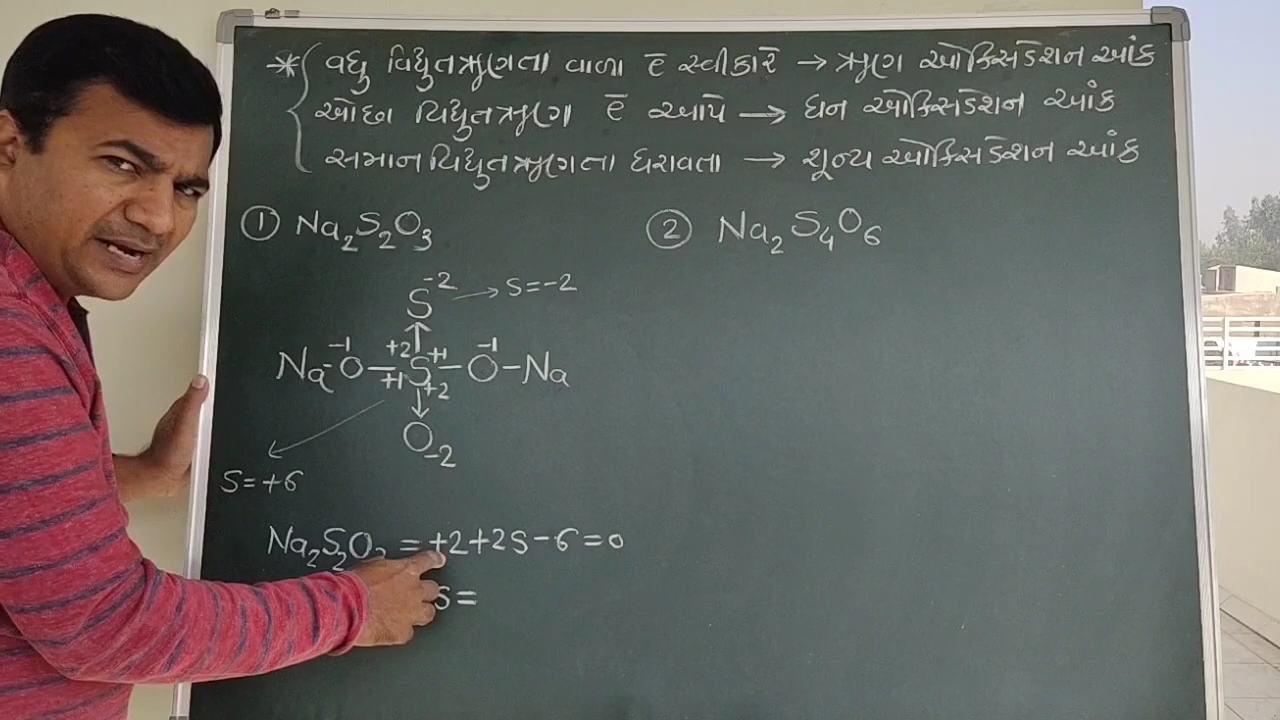 * { વધુ વિદ્યુતઋણતા વાળા e⁻ સ્વીકારે → ઋણ ઓક્સિડેશન આંક
ઓછા વિદ્યુતઋણ e⁻ આપે → ધન ઓક્સિડેશન આંક
સમાન વિદ્યુતઋણતા ધરાવતા → શૂન્ય ઓક્સિડેશન આંક
① Na₂S₂O₃
S⁻² → S=-2
Na-O⁻¹-S-O⁻¹-Na
+2 +1
+1 +2
O-2
S=+6
Na₂S₂O₃ = +2+2S-6=0
S=
② Na₂S₄O₆